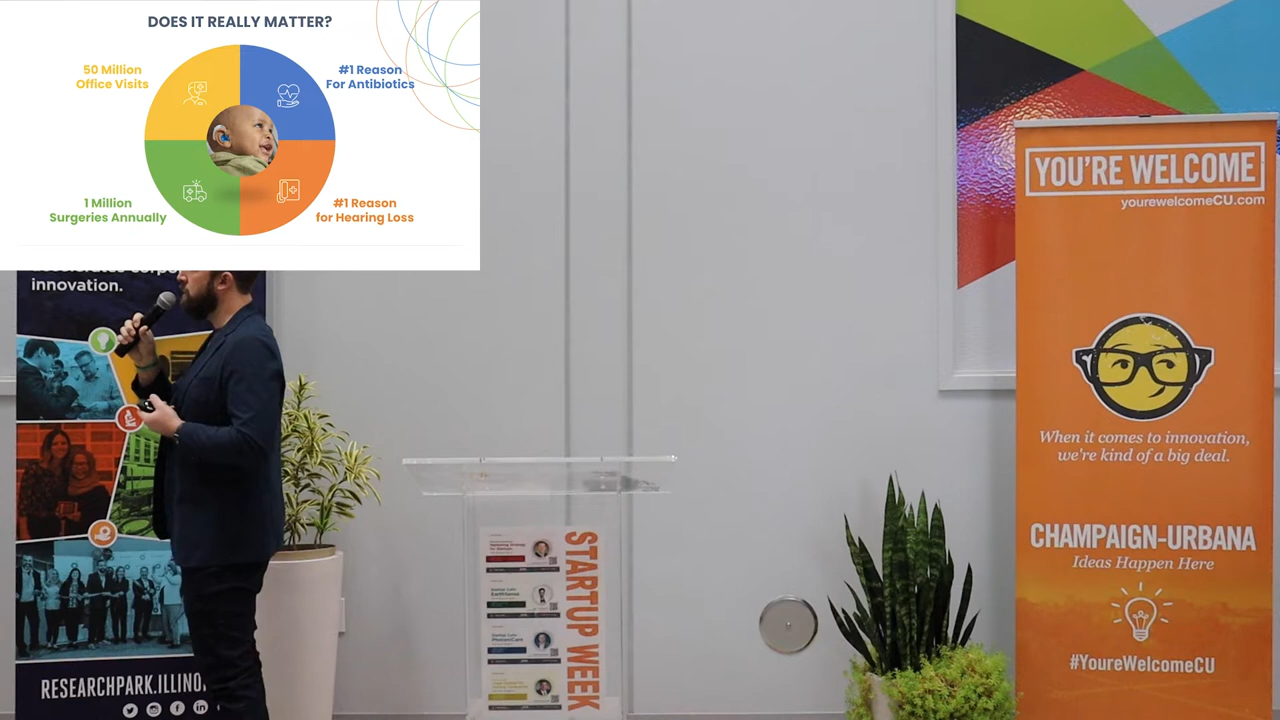 DOES IT REALLY MATTER?
50 Million
Office Visits
#1 Reason
For Antibiotics
1 Million
Surgeries Annually
#1 Reason
for Hearing Loss
innovation.
RESEARCHPARK.ILLINO
STARTUP WEEK
EarthSense
PhotoniCare
YOU'RE WELCOME
yourewelcomeCU.com
When it comes to innovation,
we're kind of a big deal.
CHAMPAIGN-URBANA
Ideas Happen Here
#YoureWelcomeCU